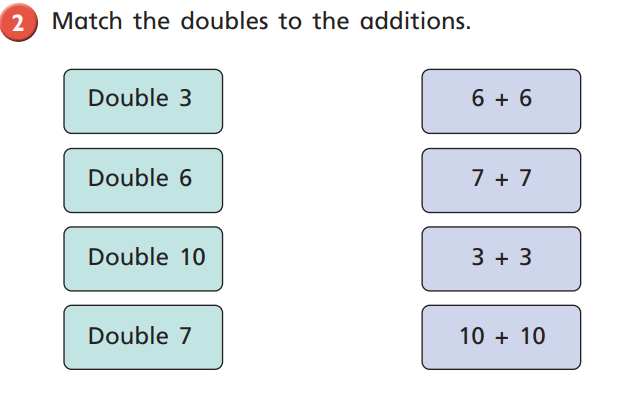 2 Match the doubles to the additions.
Double 3
6 + 6
Double 6
7 + 7
Double 10
3 + 3
Double 7
10 + 10